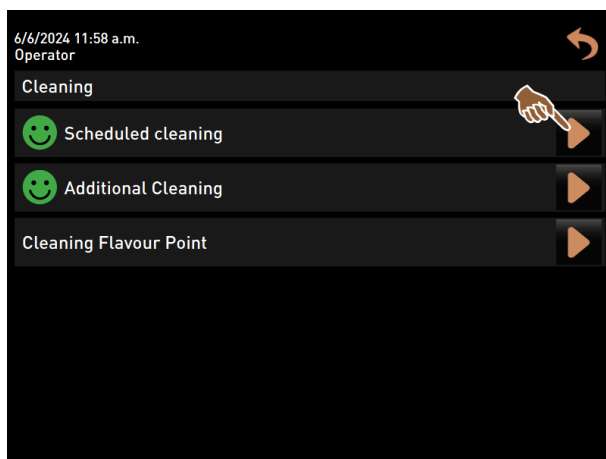 6/6/2024 11:58 a.m.
Operator
Cleaning
Scheduled cleaning
Additional Cleaning
Cleaning Flavour Point